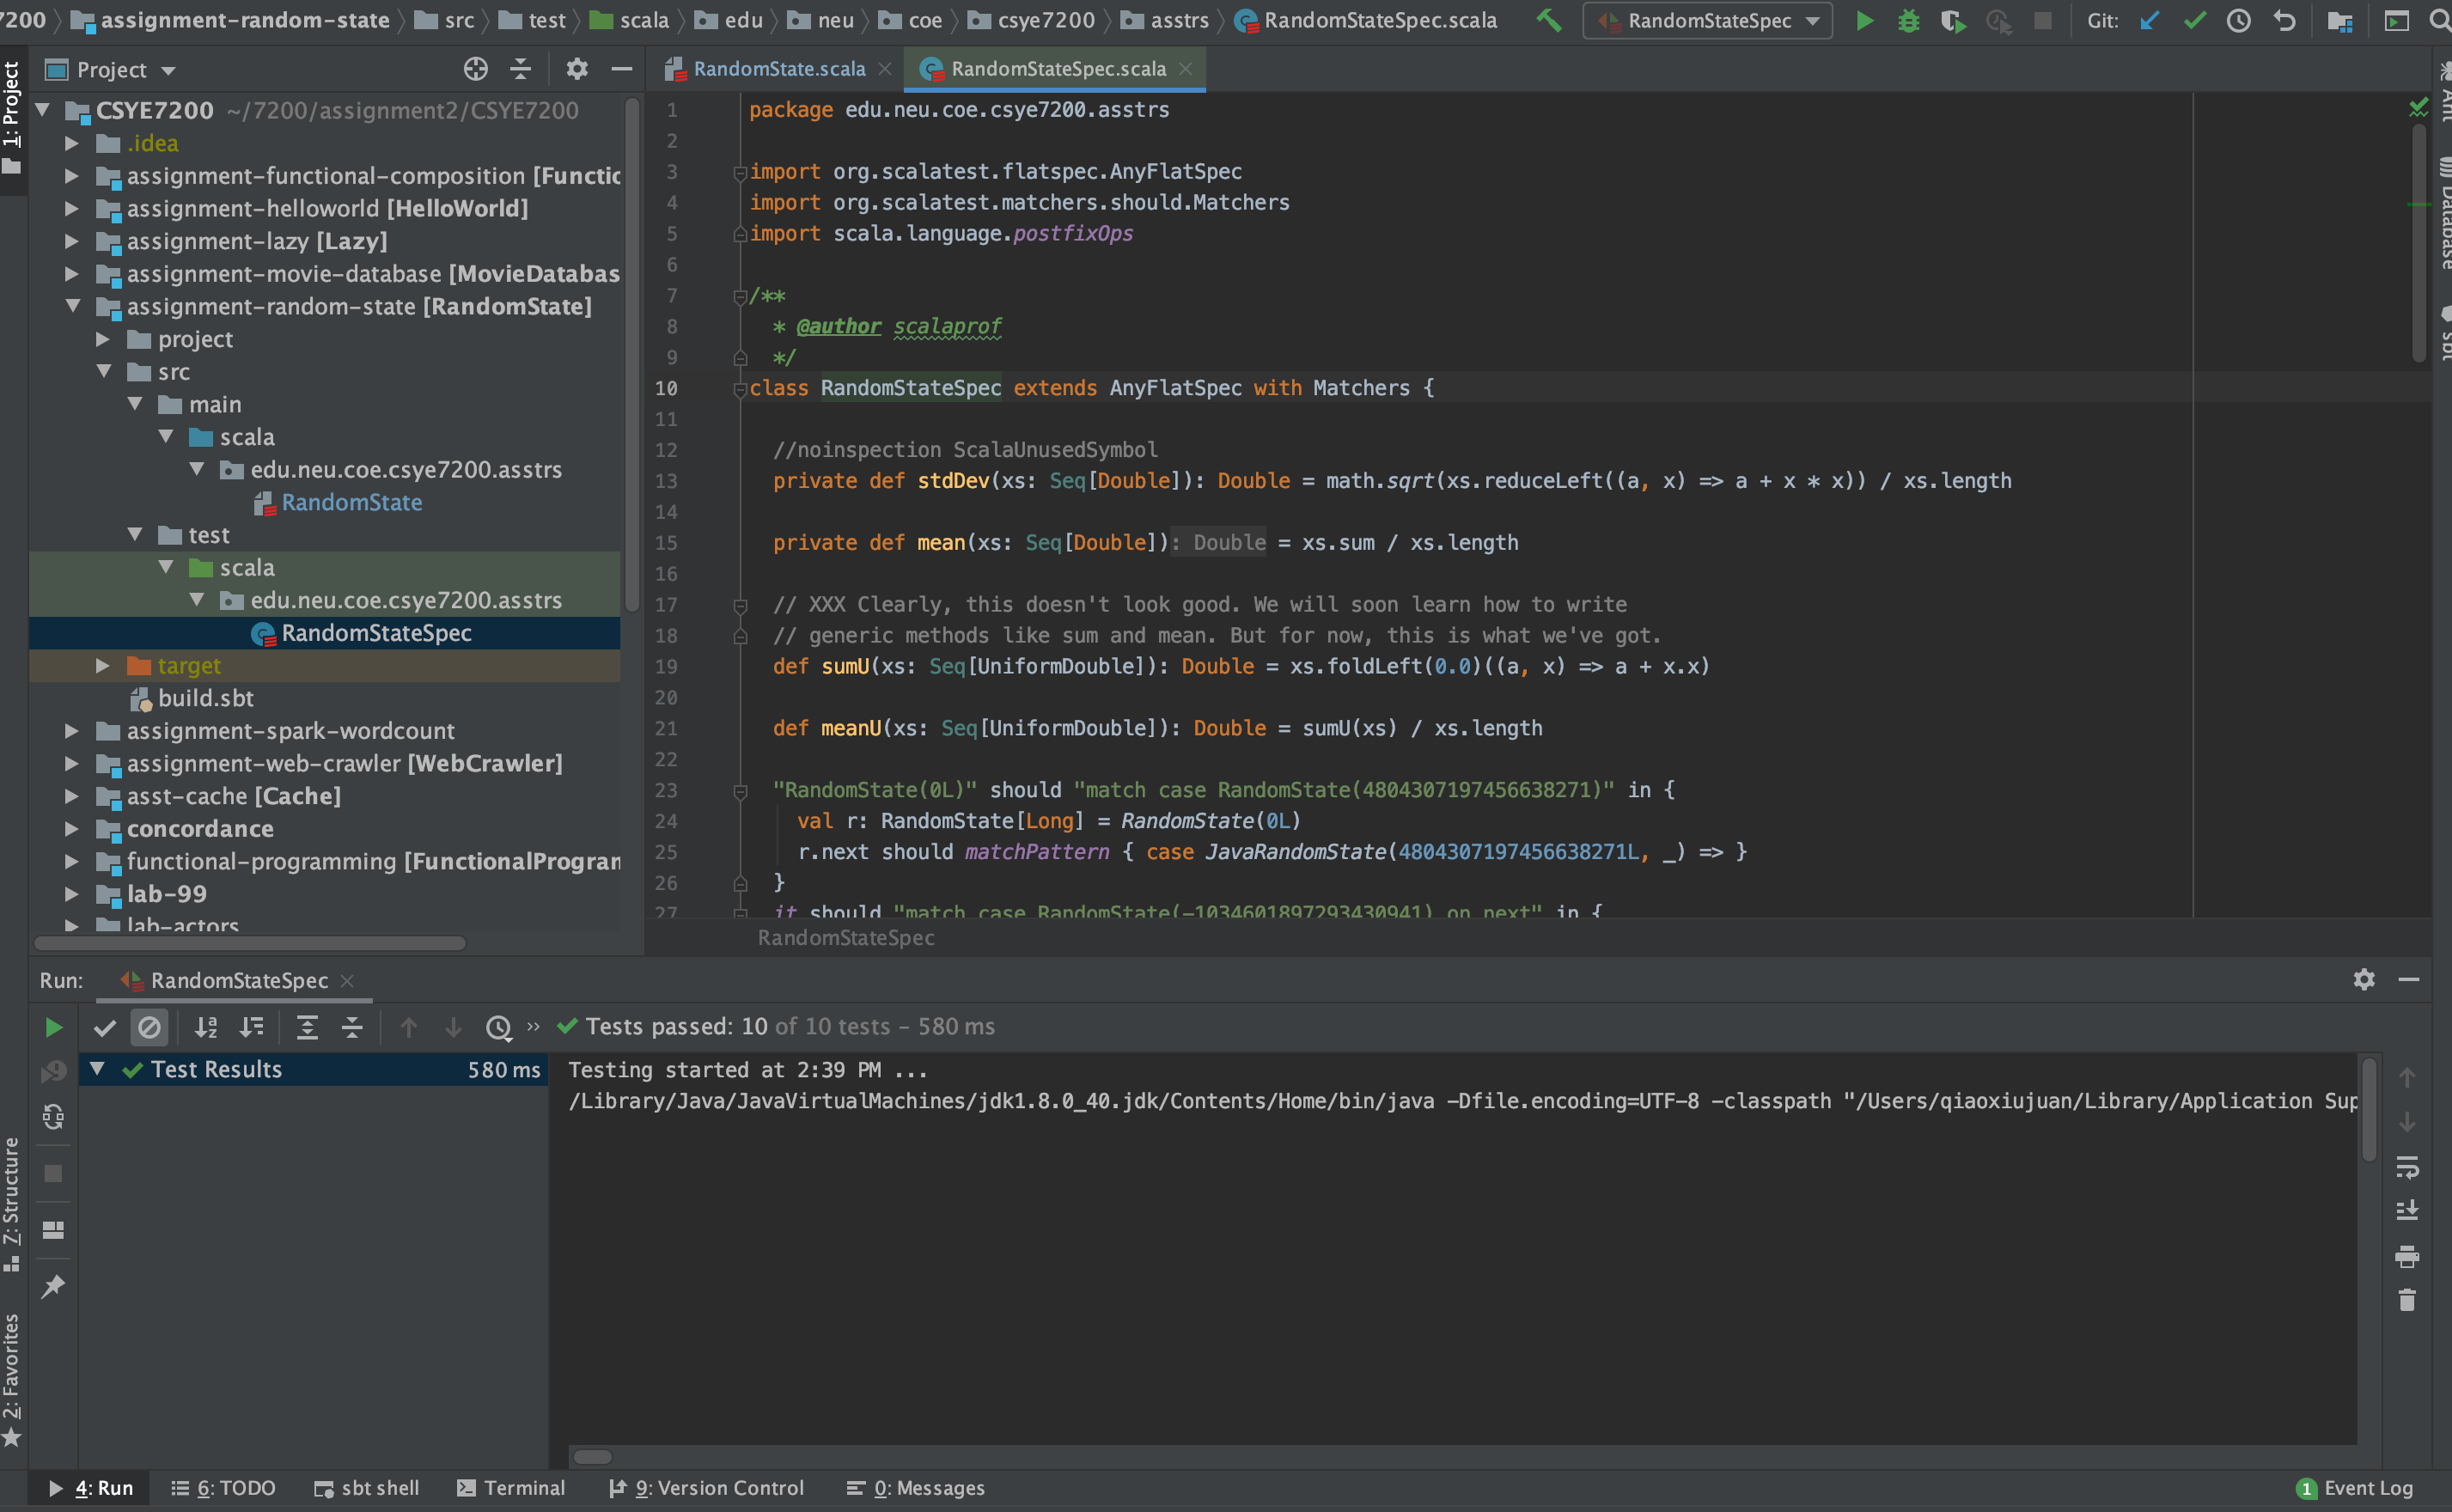 7200 assignment-random-state src test scala edu neu coe csye7200 asstrs RandomStateSpec.scala RandomStateSpec Git:
1: Project
Project
RandomState.scala RandomStateSpec.scala
CSYE7200 ~/7200/assignment2/CSYE7200
.idea
assignment-functional-composition [Functio
assignment-helloworld [HelloWorld]
assignment-lazy [Lazy]
assignment-movie-database [MovieDatabas
assignment-random-state [RandomState]
project
src
main
scala
edu.neu.coe.csye7200.asstrs
RandomState
test
scala
edu.neu.coe.csye7200.asstrs
RandomStateSpec
target
build.sbt
assignment-spark-wordcount
assignment-web-crawler [WebCrawler]
asst-cache [Cache]
concordance
functional-programming [FunctionalProgran
lab-99
lab-actors
1 package edu.neu.coe.csye7200.asstrs
2
3 import org.scalatest.flatspec.AnyFlatSpec
4 import org.scalatest.matchers.should.Matchers
5 import scala.language.postfixOps
6
7 /**
8 * @author scalaprof
9 */
10 class RandomStateSpec extends AnyFlatSpec with Matchers {
11
12 //noinspection ScalaUnusedSymbol
13 private def stdDev(xs: Seq[Double]): Double = math.sqrt(xs.reduceLeft((a, x) => a + x * x)) / xs.length
14
15 private def mean(xs: Seq[Double]): Double = xs.sum / xs.length
16
17 // XXX Clearly, this doesn't look good. We will soon learn how to write
18 // generic methods like sum and mean. But for now, this is what we've got.
19 def sumU(xs: Seq[UniformDouble]): Double = xs.foldLeft(0.0)((a, x) => a + x.x)
20
21 def meanU(xs: Seq[UniformDouble]): Double = sumU(xs) / xs.length
22
23 "RandomState(0L)" should "match case RandomState(4804307197456638271)" in {
24 val r: RandomState[Long] = RandomState(0L)
25 r.next should matchPattern { case JavaRandomState(4804307197456638271L, _) => }
26 }
27 it should "match case RandomState(-1034601897293430941) on next" in {
RandomStateSpec
Ant
Database
sbt
Run: RandomStateSpec
Tests passed: 10 of 10 tests – 580 ms
Test Results 580 ms
Testing started at 2:39 PM ...
/Library/Java/JavaVirtualMachines/jdk1.8.0_40.jdk/Contents/Home/bin/java -Dfile.encoding=UTF-8 -classpath "/Users/qiaoxiujuan/Library/Application Sup
7: Structure
2: Favorites
4: Run 6: TODO sbt shell Terminal 9: Version Control 0: Messages 1 Event Log